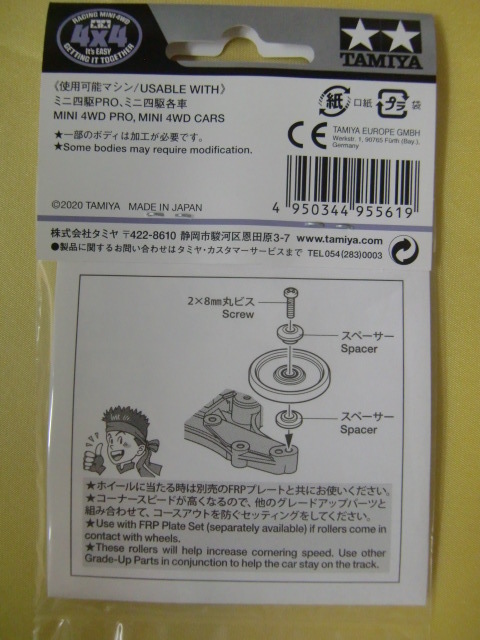 RACING MINI 4WD
4x4
It's EASY
GETTING IT TOGETHER
TAMIYA
《使用可能マシン/USABLE WITH》
ミニ四駆PRO、ミニ四駆各車
MINI 4WD PRO, MINI 4WD CARS
★一部のボディは加工が必要です。
★Some bodies may require modification.
紙 口紙 プラ 袋
CE TAMIYA EUROPE GMBH
Werkstr. 1, 90765 Fürth (Bay.),
Germany
4 950344 955619
©2020 TAMIYA MADE IN JAPAN
株式会社タミヤ 〒422-8610 静岡市駿河区恩田原3-7 www.tamiya.com
●製品に関するお問い合わせはタミヤ・カスタマーサービスまで TEL 054(283)0003
2×8㎜丸ビス
Screw
スペーサー
Spacer
スペーサー
Spacer
★ホイールに当たる時は別売のFRPプレートと共にお使いください。
★コーナースピードが高くなるので、他のグレードアップパーツと
組み合わせて、コースアウトを防ぐセッティングをしてください。
★Use with FRP Plate Set (separately available) if rollers come in
contact with wheels.
★These rollers will help increase cornering speed. Use other
Grade-Up Parts in conjunction to help the car stay on the track.